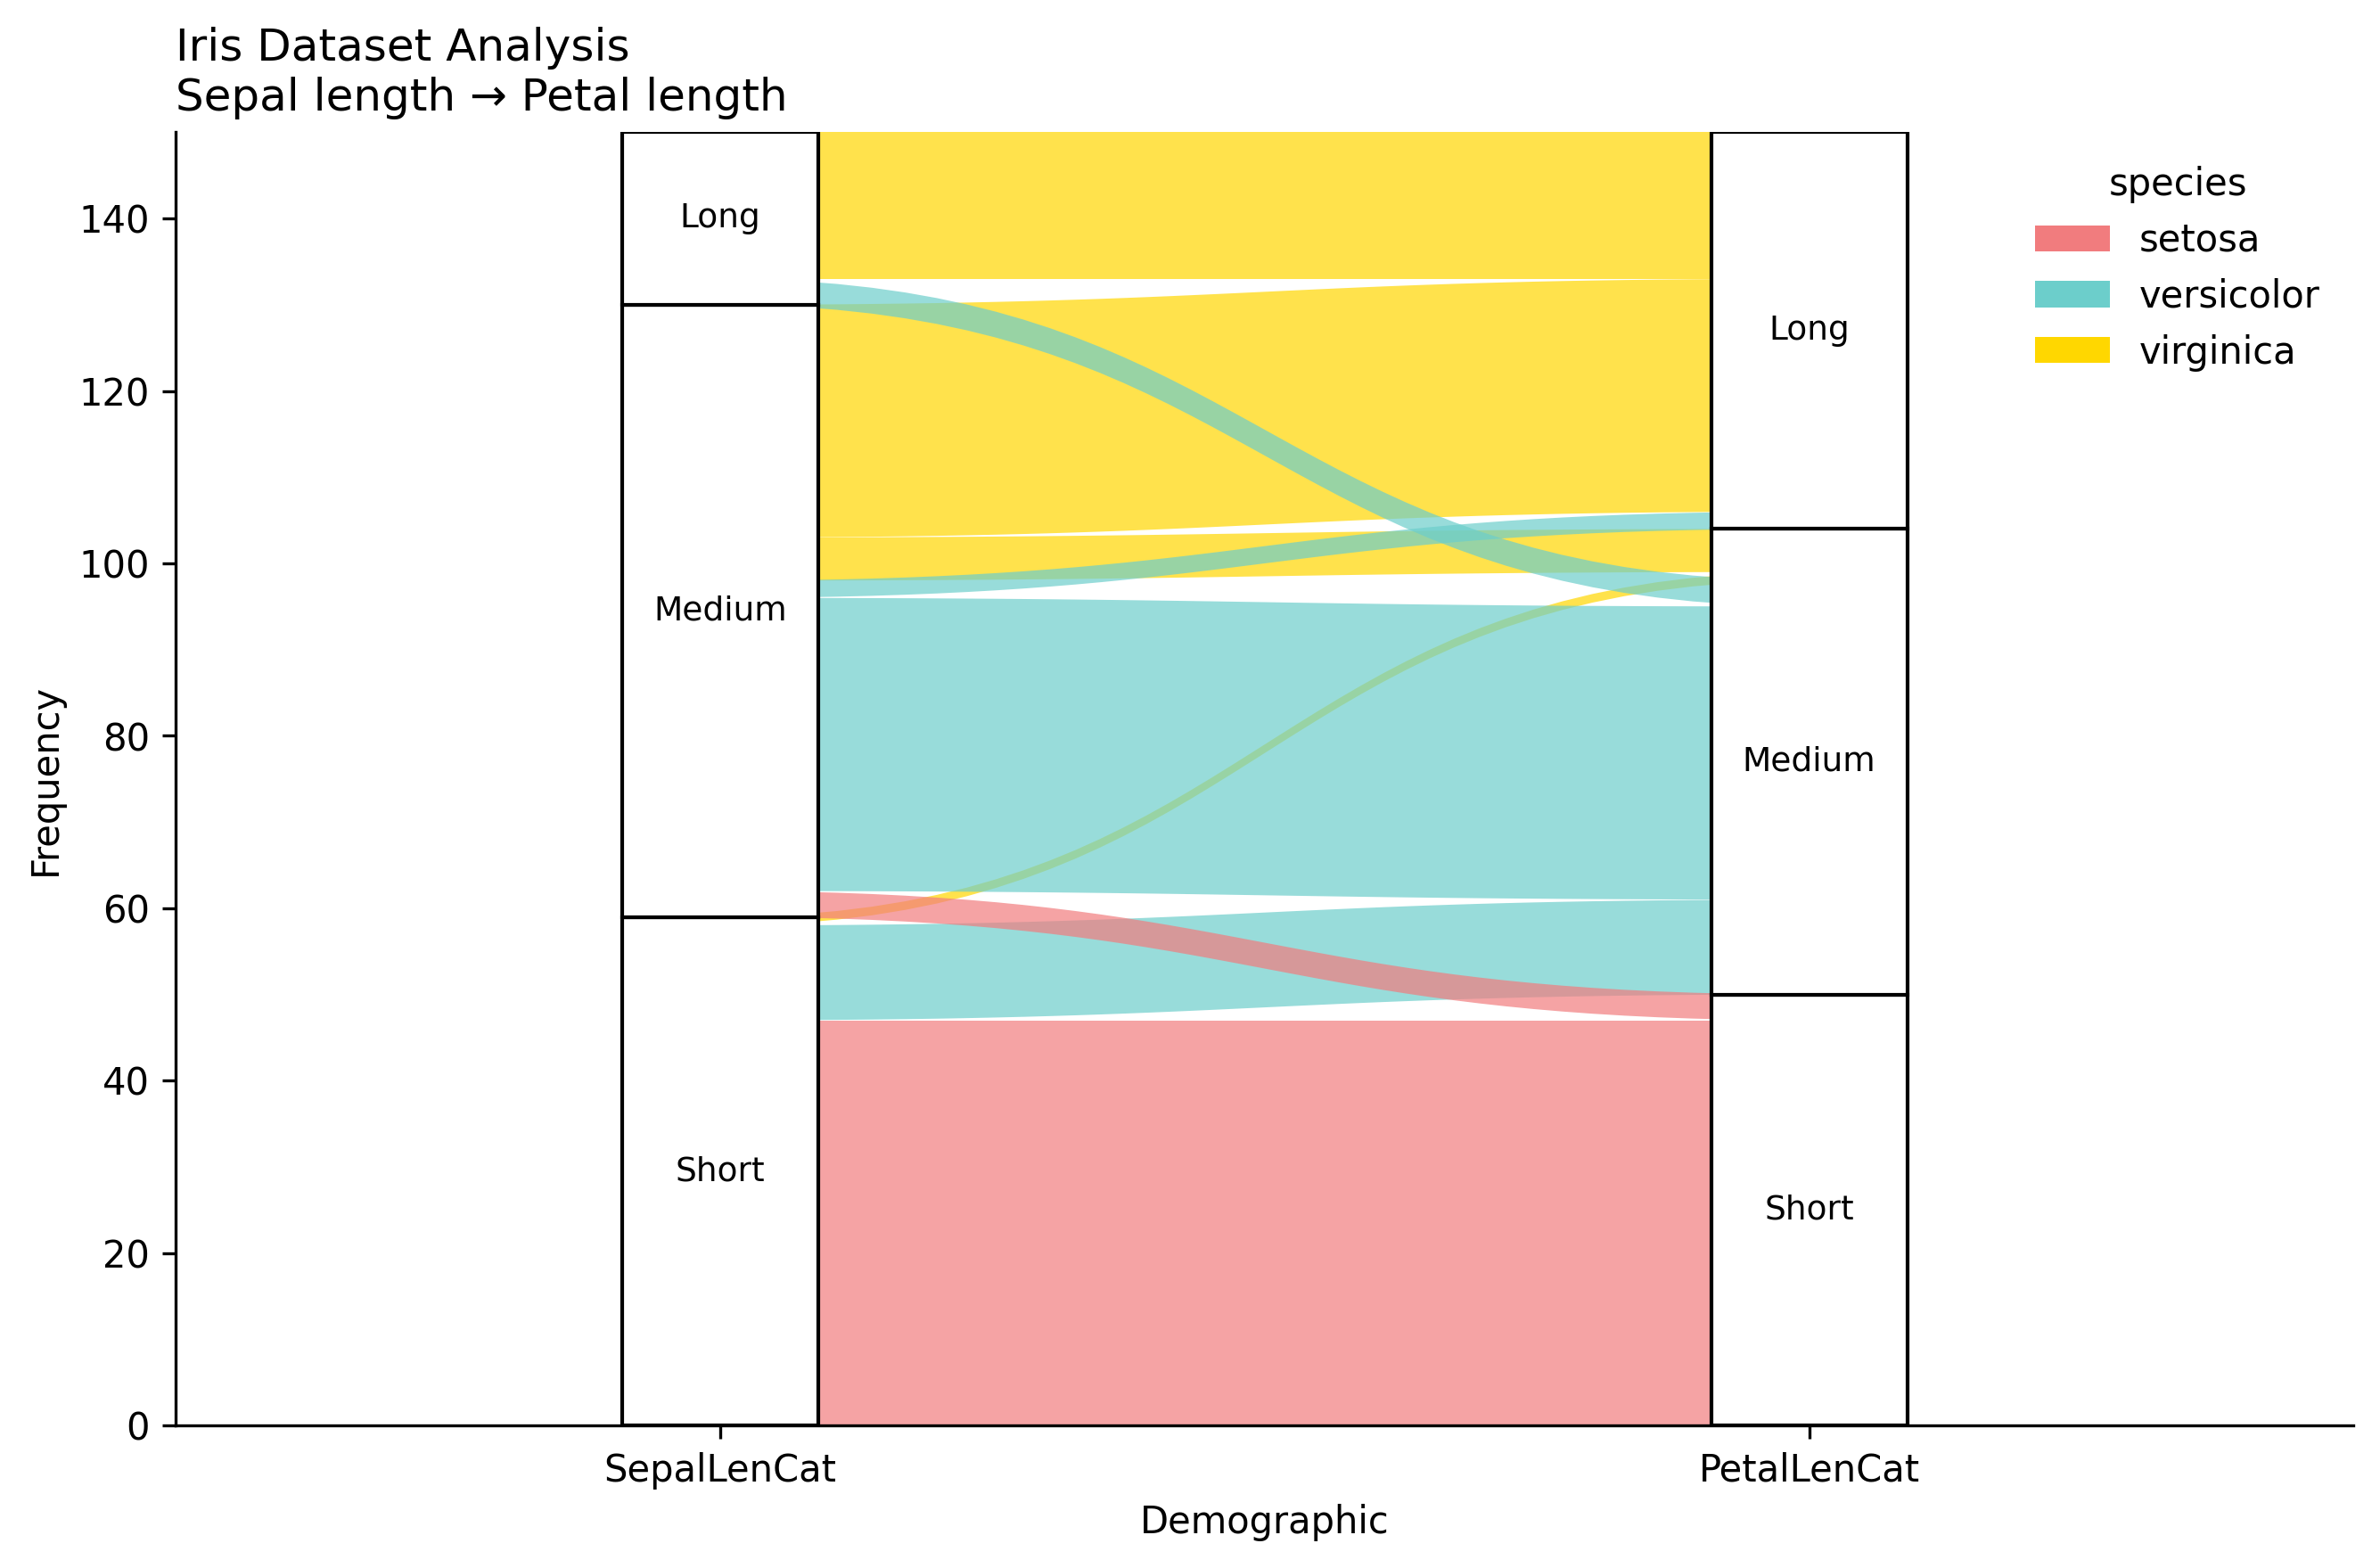 Iris Dataset Analysis
Sepal length → Petal length
140
120
100
80
60
40
20
0
Frequency
Long
Medium
Short
Long
Medium
Short
species
setosa
versicolor
virginica
SepalLenCat
PetalLenCat
Demographic